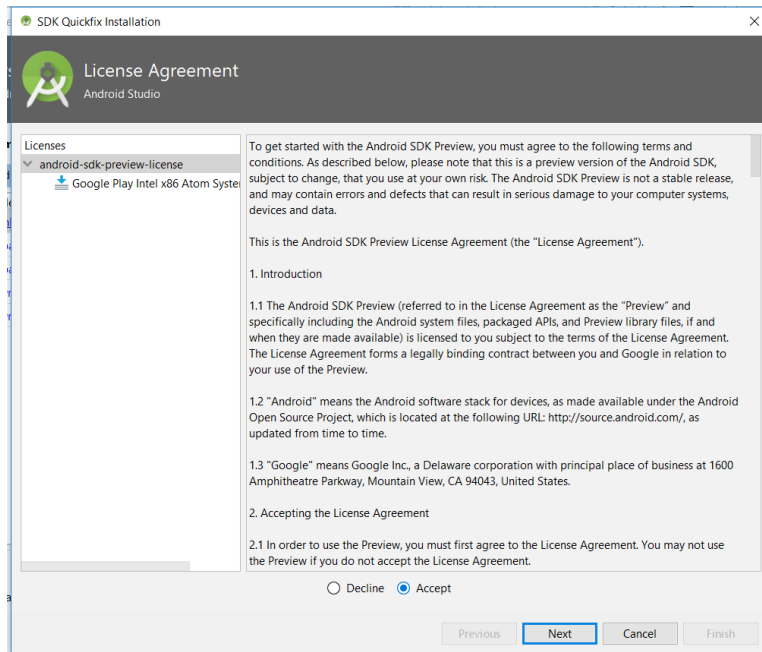 SDK Quickfix Installation
License Agreement
Android Studio
Licenses
android-sdk-preview-license
Google Play Intel x86 Atom Syste
To get started with the Android SDK Preview, you must agree to the following terms and
conditions. As described below, please note that this is a preview version of the Android SDK,
subject to change, that you use at your own risk. The Android SDK Preview is not a stable release,
and may contain errors and defects that can result in serious damage to your computer systems,
devices and data.
This is the Android SDK Preview License Agreement (the "License Agreement").
1. Introduction
1.1 The Android SDK Preview (referred to in the License Agreement as the “Preview” and
specifically including the Android system files, packaged APIs, and Preview library files, if and
when they are made available) is licensed to you subject to the terms of the License Agreement.
The License Agreement forms a legally binding contract between you and Google in relation to
your use of the Preview.
1.2 "Android" means the Android software stack for devices, as made available under the Android
Open Source Project, which is located at the following URL: http://source.android.com/, as
updated from time to time.
1.3 "Google" means Google Inc., a Delaware corporation with principal place of business at 1600
Amphitheatre Parkway, Mountain View, CA 94043, United States.
2. Accepting the License Agreement
2.1 In order to use the Preview, you must first agree to the License Agreement. You may not use
the Preview if you do not accept the License Agreement.
Decline Accept
Previous Next Cancel Finish